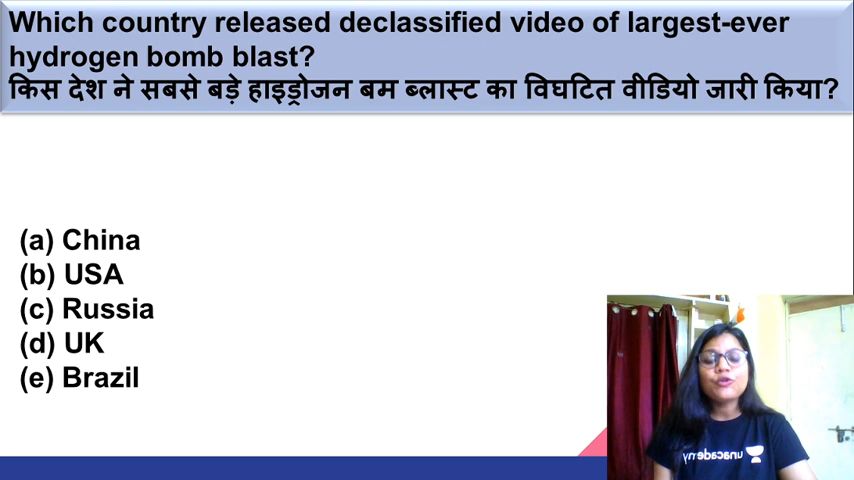 Which country released declassified video of largest-ever
hydrogen bomb blast?
किस देश ने सबसे बड़े हाइड्रोजन बम ब्लास्ट का विघटित वीडियो जारी किया?
(a) China
(b) USA
(c) Russia
(d) UK
(e) Brazil
unacademy